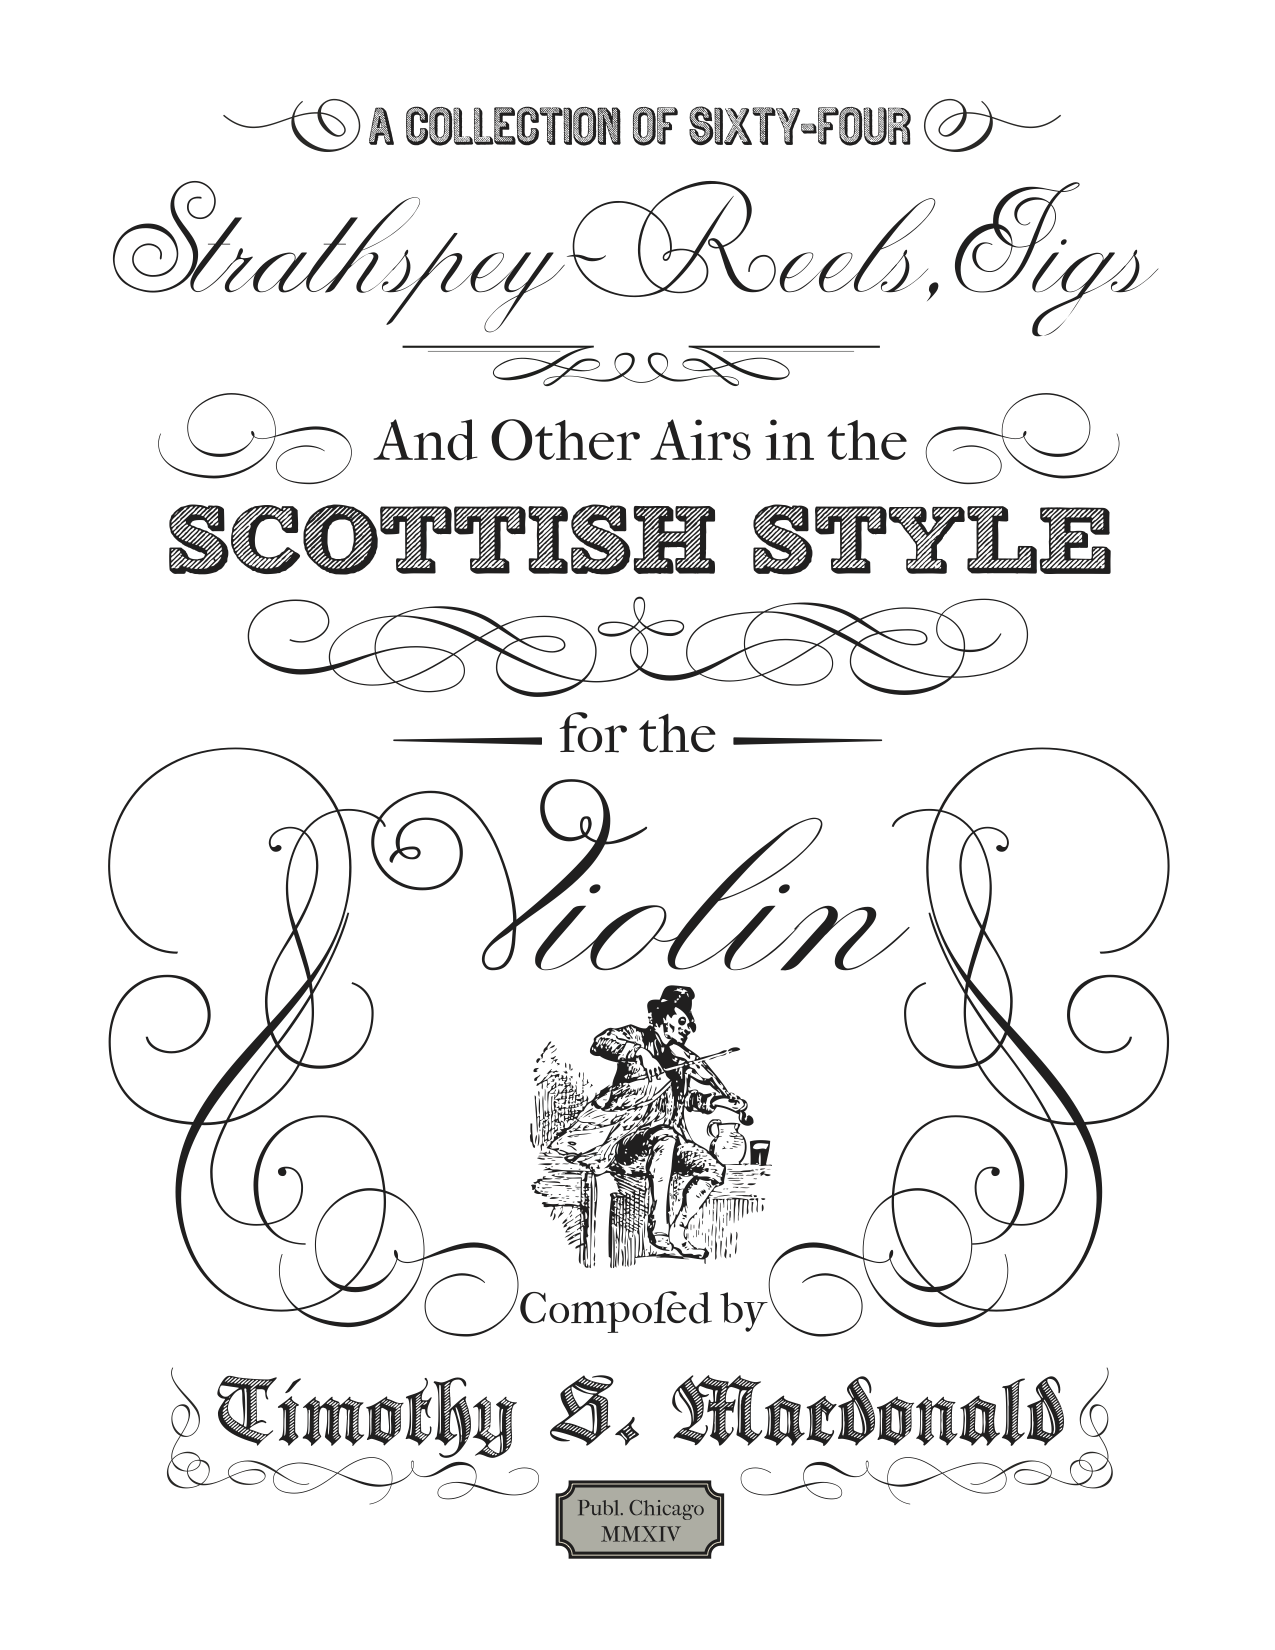 A COLLECTION OF SIXTY-FOUR
Strathspey-Reels, Jigs
And Other Airs in the
SCOTTISH STYLE
for the
Violin
Compoſed by
Timothy S. Macdonald
Publ. Chicago
MMXIV